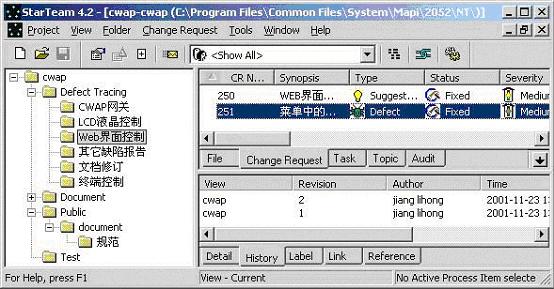 StarTeam 4.2 - [cwap-cwap (C:\Program Files\Common Files\System\Mapi\2052\NT\)]
Project View Folder Change Request Tools Window Help
<Show All>
cwap
Defect Tracing
CWAP网关
LCD液晶控制
Web界面控制
其它缺陷报告
文档修订
终端控制
Document
Public
document
规范
Test
CR N... Synopsis Type Status Severity
250 WEB界面... Suggest... Fixed Mediur
251 菜单中的... Defect Fixed Mediur
File Change Request Task Topic Audit
View Revision Author Time
cwap 2 jiang lihong 2001-11-23 13
cwap 1 jiang lihong 2001-11-23 1
Detail History Label Link Reference
For Help, press F1 View - Current No Active Process Item selecte